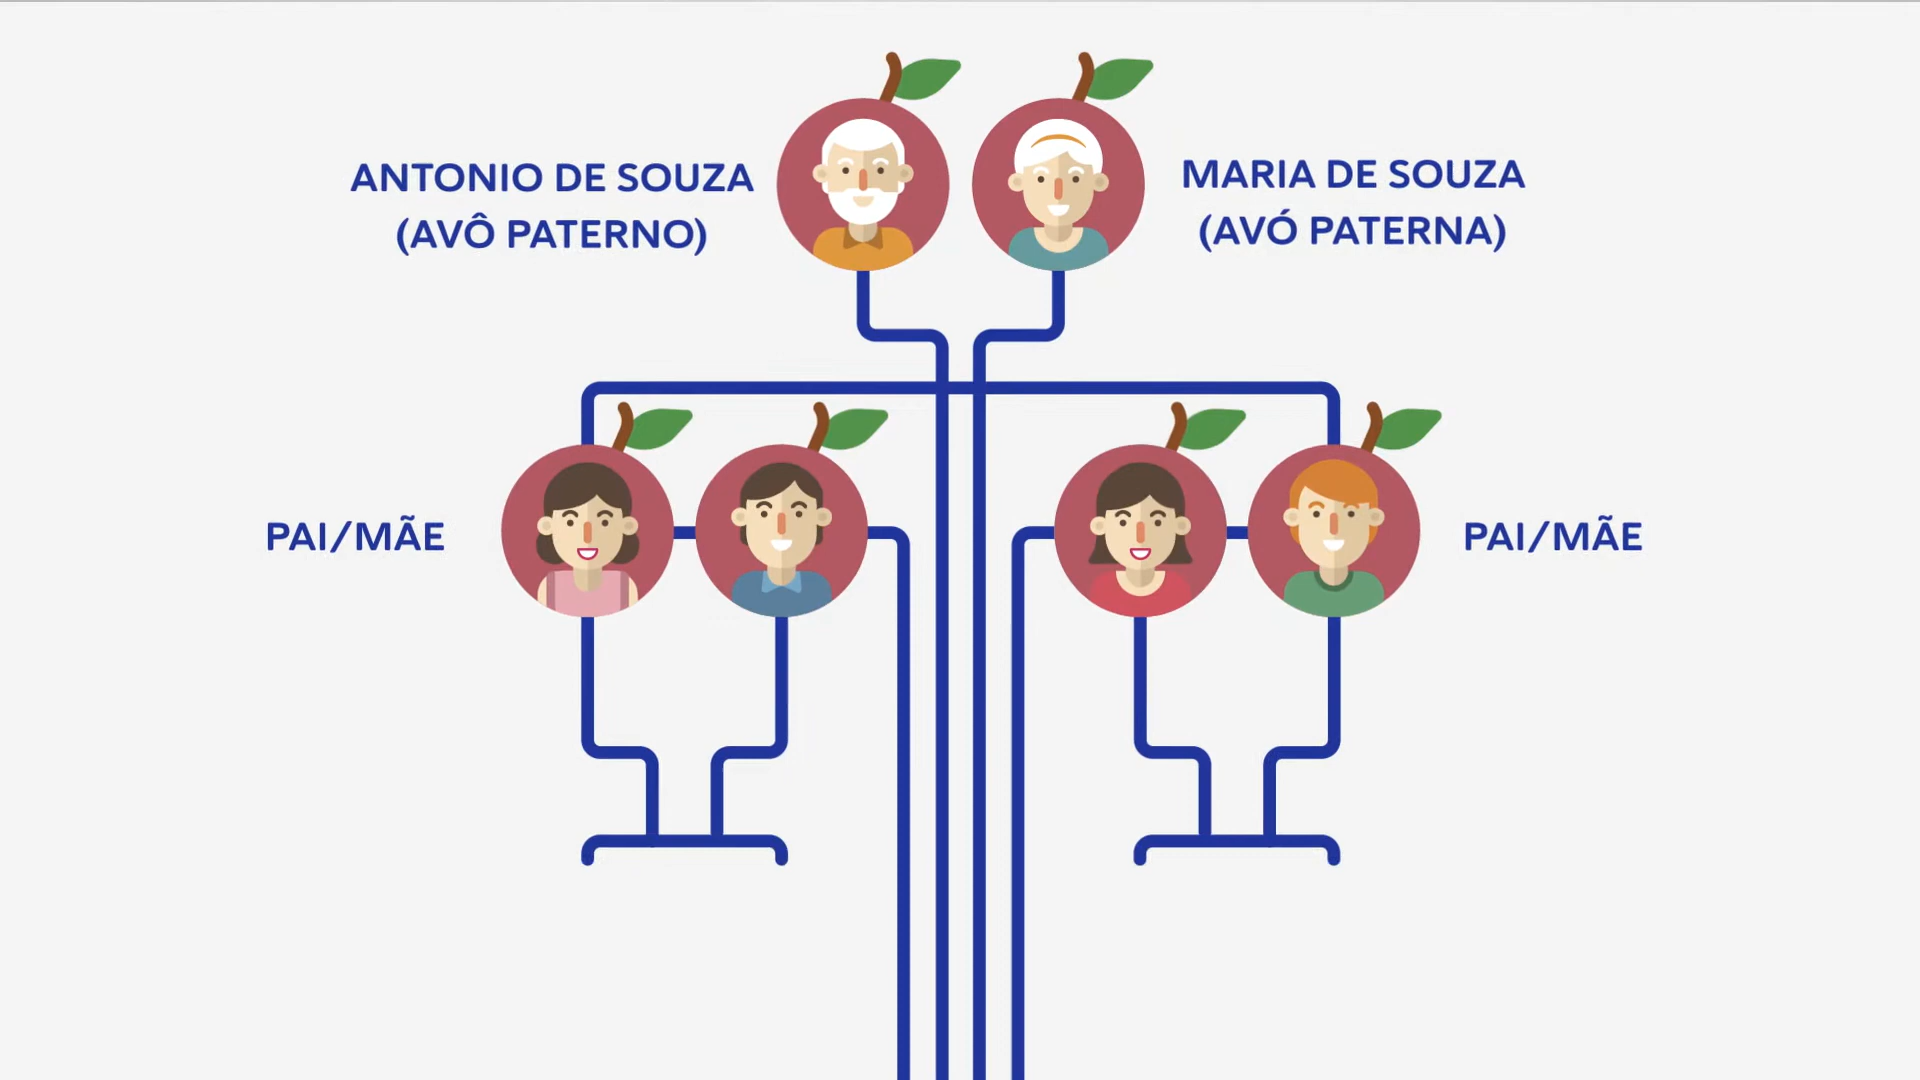 ANTONIO DE SOUZA
(AVÔ PATERNO)
MARIA DE SOUZA
(AVÓ PATERNA)
PAI/MÃE
PAI/MÃE